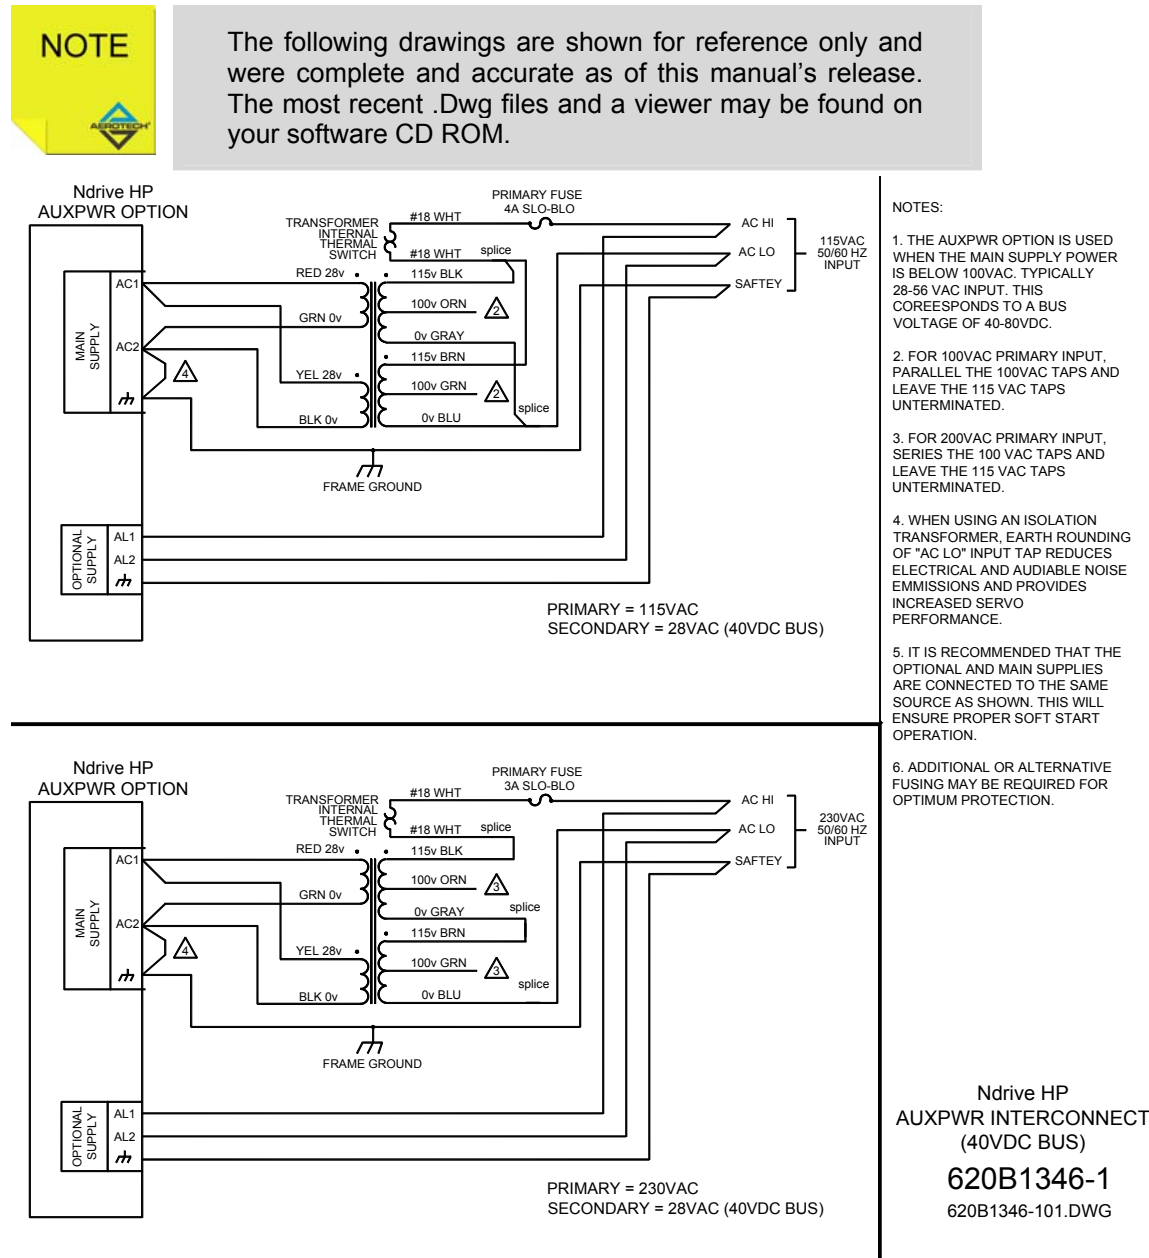 NOTE
AEROTECH
The following drawings are shown for reference only and
were complete and accurate as of this manual's release.
The most recent .Dwg files and a viewer may be found on
your software CD ROM.
Ndrive HP
AUXPWR OPTION
MAIN
SUPPLY
AC1
AC2
4
TRANSFORMER
INTERNAL
THERMAL
SWITCH
#18 WHT
#18 WHT
splice
PRIMARY FUSE
4A SLO-BLO
RED 28v
GRN 0v
YEL 28v
BLK 0v
115v BLK
100v ORN
2
0v GRAY
115v BRN
100v GRN
2
0v BLU
splice
FRAME GROUND
AC HI
AC LO
SAFTEY
115VAC
50/60 HZ
INPUT
OPTIONAL
SUPPLY
AL1
AL2
PRIMARY = 115VAC
SECONDARY = 28VAC (40VDC BUS)
Ndrive HP
AUXPWR OPTION
MAIN
SUPPLY
AC1
AC2
4
TRANSFORMER
INTERNAL
THERMAL
SWITCH
#18 WHT
#18 WHT
splice
PRIMARY FUSE
3A SLO-BLO
RED 28v
GRN 0v
YEL 28v
BLK 0v
115v BLK
100v ORN
3
0v GRAY
splice
115v BRN
100v GRN
3
0v BLU
splice
FRAME GROUND
AC HI
AC LO
SAFTEY
230VAC
50/60 HZ
INPUT
OPTIONAL
SUPPLY
AL1
AL2
PRIMARY = 230VAC
SECONDARY = 28VAC (40VDC BUS)
NOTES:
1. THE AUXPWR OPTION IS USED
WHEN THE MAIN SUPPLY POWER
IS BELOW 100VAC. TYPICALLY
28-56 VAC INPUT. THIS
COREESPONDS TO A BUS
VOLTAGE OF 40-80VDC.
2. FOR 100VAC PRIMARY INPUT,
PARALLEL THE 100VAC TAPS AND
LEAVE THE 115 VAC TAPS
UNTERMINATED.
3. FOR 200VAC PRIMARY INPUT,
SERIES THE 100 VAC TAPS AND
LEAVE THE 115 VAC TAPS
UNTERMINATED.
4. WHEN USING AN ISOLATION
TRANSFORMER, EARTH ROUNDING
OF "AC LO" INPUT TAP REDUCES
ELECTRICAL AND AUDIABLE NOISE
EMMISSIONS AND PROVIDES
INCREASED SERVO
PERFORMANCE.
5. IT IS RECOMMENDED THAT THE
OPTIONAL AND MAIN SUPPLIES
ARE CONNECTED TO THE SAME
SOURCE AS SHOWN. THIS WILL
ENSURE PROPER SOFT START
OPERATION.
6. ADDITIONAL OR ALTERNATIVE
FUSING MAY BE REQUIRED FOR
OPTIMUM PROTECTION.
Ndrive HP
AUXPWR INTERCONNECT
(40VDC BUS)
620B1346-1
620B1346-101.DWG